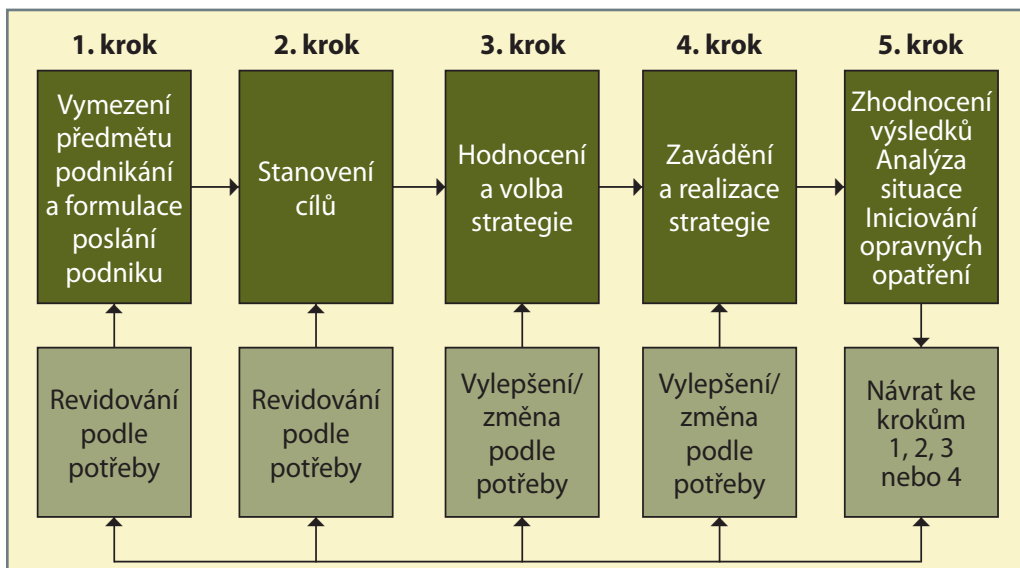 1. krok
2. krok
3. krok
4. krok
5. krok
Vymezení
předmětu
podnikání
a formulace
poslání
podniku
Stanovení
cílů
Hodnocení
a volba
strategie
Zavádění
a realizace
strategie
Zhodnocení
výsledků
Analýza
situace
Iniciování
opravných
opatření
Revidování
podle
potřeby
Revidování
podle
potřeby
Vylepšení/
změna
podle
potřeby
Vylepšení/
změna
podle
potřeby
Návrat ke
krokům
1, 2, 3
nebo 4